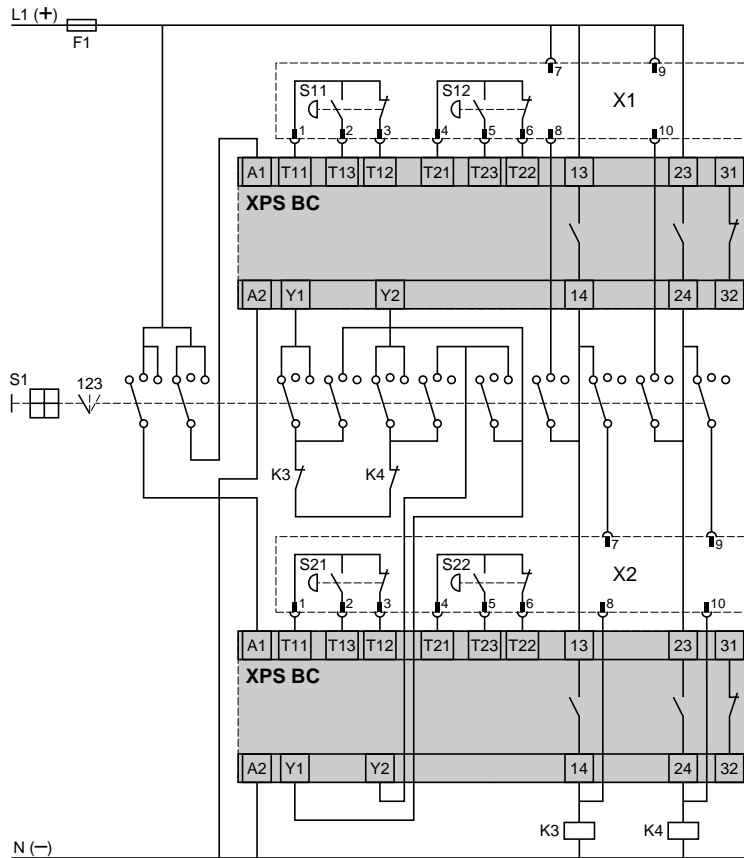 L1 (+)
F1
7 9
S11 S12 X1
1 2 3 4 5 6 8 10
A1 T11 T13 T12 T21 T23 T22 13 23 31
XPS BC
A2 Y1 Y2 14 24 32
S1 123
K3 K4
7 9
S21 S22 X2
1 2 3 4 5 6 8 10
A1 T11 T13 T12 T21 T23 T22 13 23 31
XPS BC
A2 Y1 Y2 14 24 32
K3 K4
N (–)